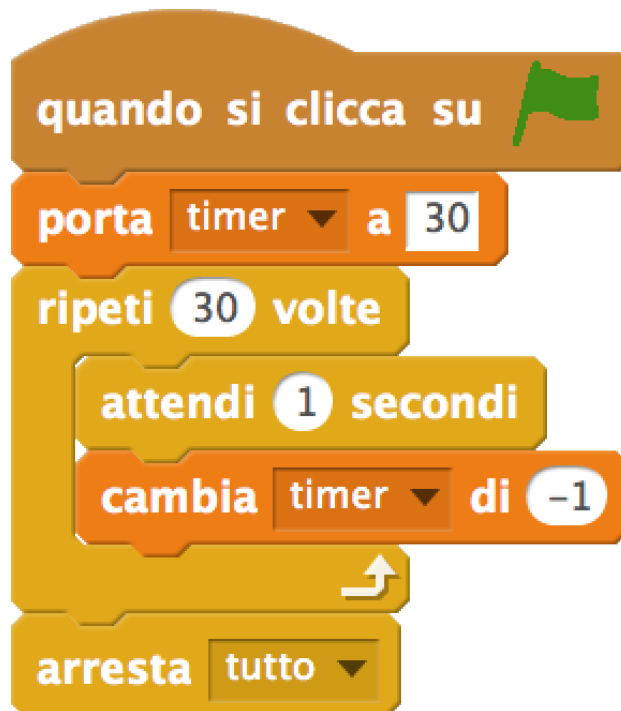 quando si clicca su
porta timer a 30
ripeti 30 volte
attendi 1 secondi
cambia timer di -1
arresta tutto